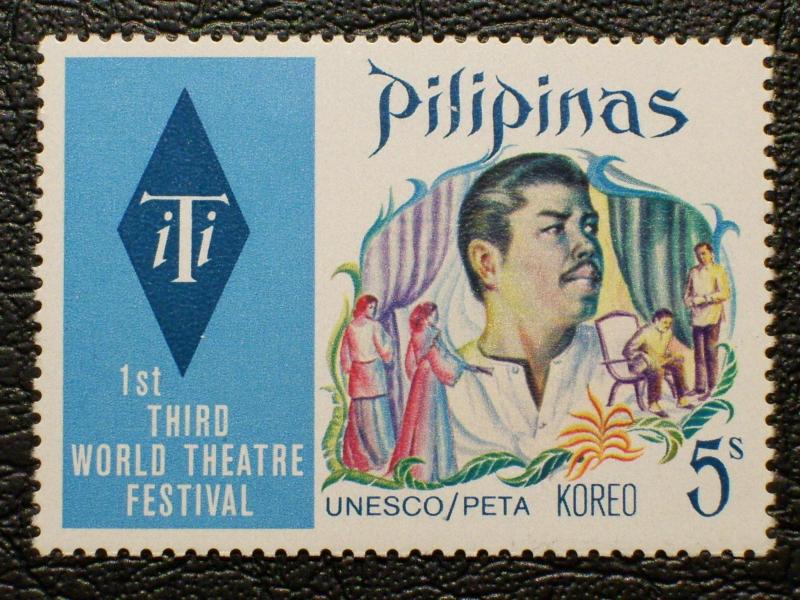 iTi
1st
THIRD
WORLD THEATRE
FESTIVAL
Pilipinas
UNESCO/PETA KOREO 5s